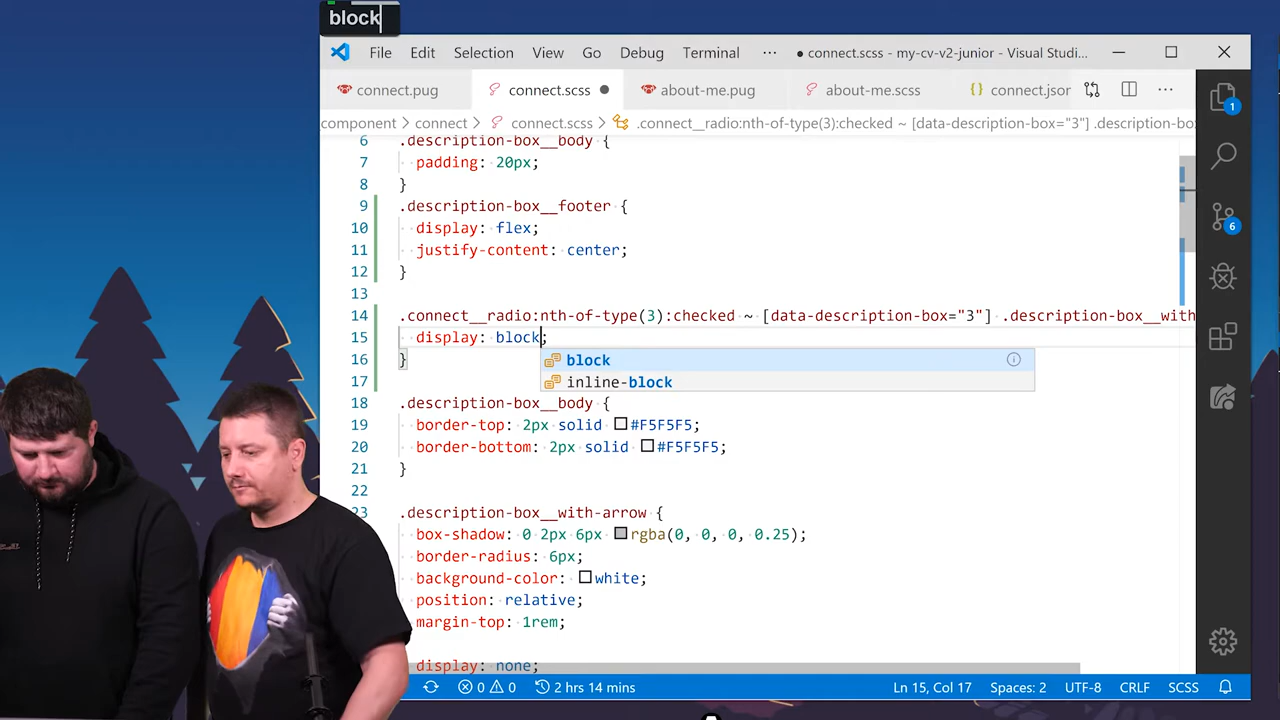 block
File Edit Selection View Go Debug Terminal ··· ● connect.scss - my-cv-v2-junior - Visual Studi...
connect.pug connect.scss ● about-me.pug about-me.scss {} connect.json ···
component > connect > connect.scss > .connect__radio:nth-of-type(3):checked ~ [data-description-box="3"] .description-bo
6 .description-box__body {
7 padding: 20px;
8 }
9 .description-box__footer {
10 display: flex;
11 justify-content: center;
12 }
13
14 .connect__radio:nth-of-type(3):checked ~ [data-description-box="3"] .description-box__with
15 display: block;
16 }
block
17
inline-block
18 .description-box__body {
19 border-top: 2px solid #F5F5F5;
20 border-bottom: 2px solid #F5F5F5;
21 }
22
23 .description-box__with-arrow {
box-shadow: 0 2px 6px rgba(0, 0, 0, 0.25);
border-radius: 6px;
background-color: white;
position: relative;
margin-top: 1rem;
display: none;
1
6
0 0 2 hrs 14 mins Ln 15, Col 17 Spaces: 2 UTF-8 CRLF SCSS